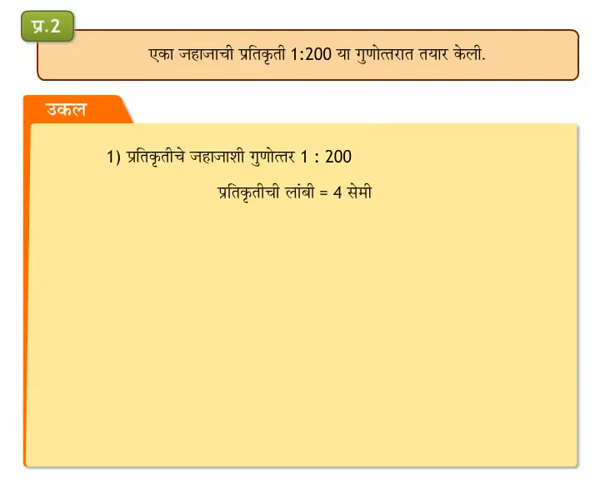 प्र.2
एका जहाजाची प्रतिकृती 1:200 या गुणोत्तरात तयार केली.
उकल
1) प्रतिकृतीचे जहाजाशी गुणोत्तर 1 : 200
प्रतिकृतीची लांबी = 4 सेमी